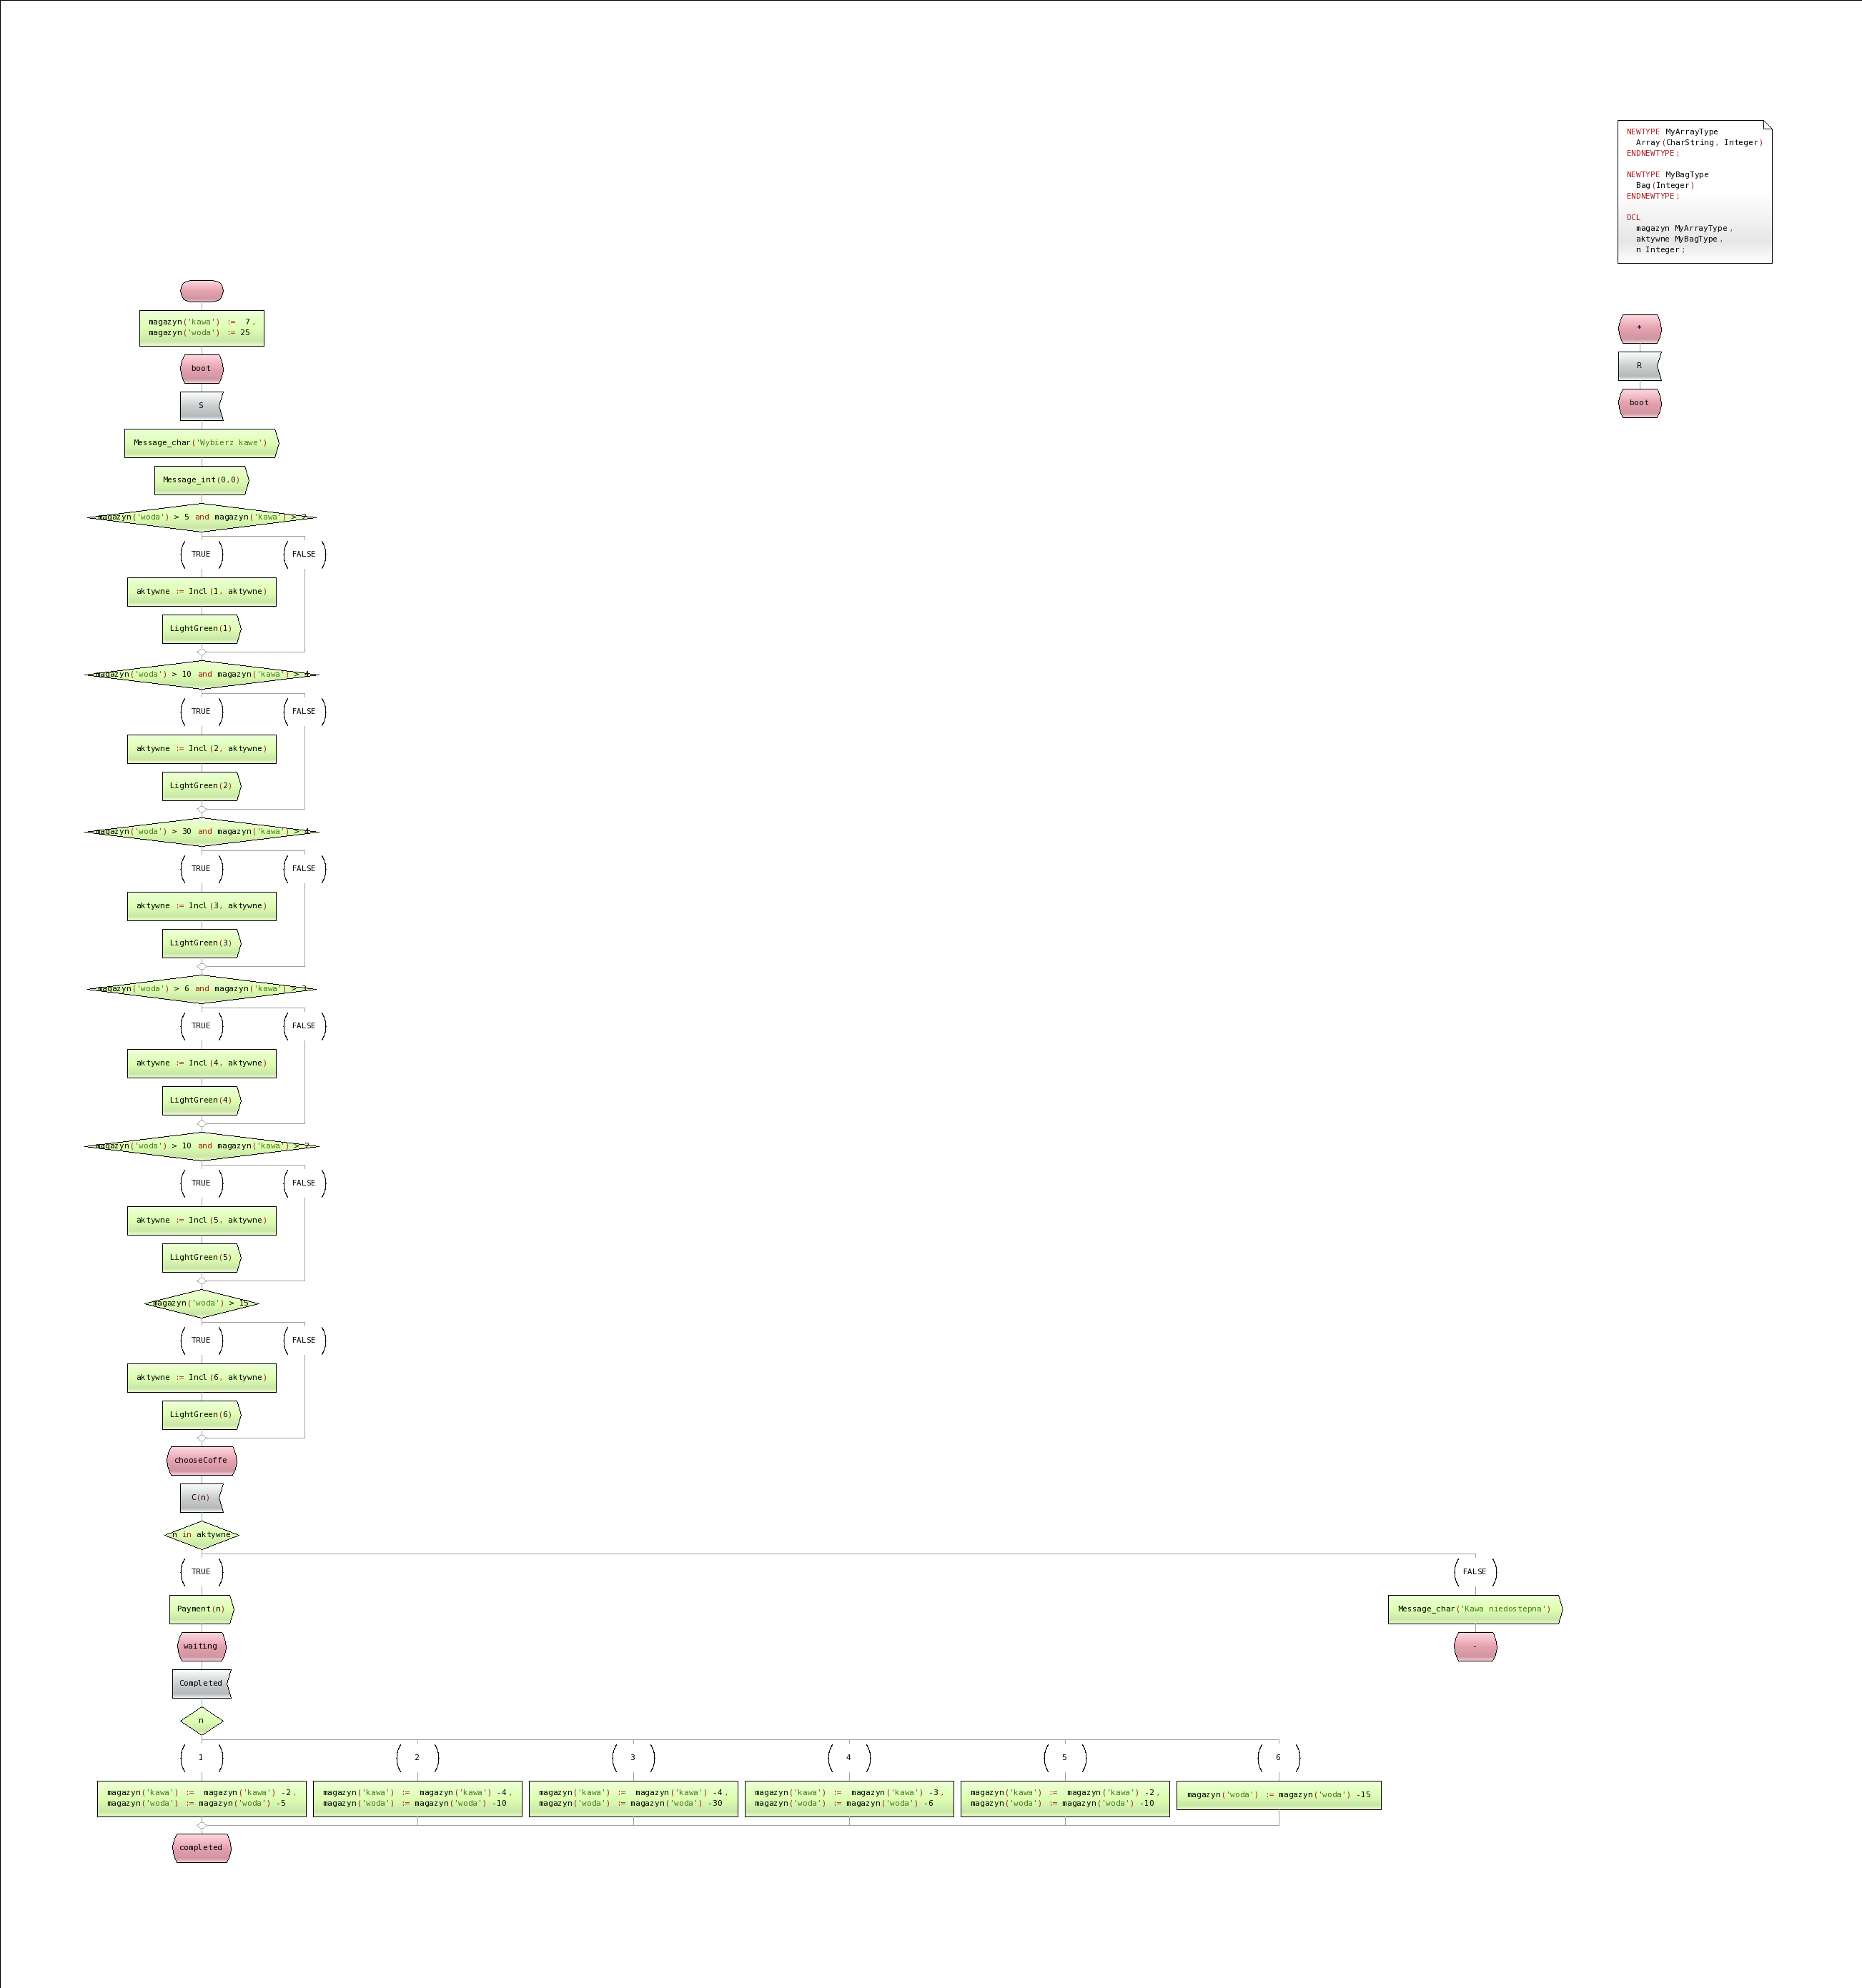 NEWTYPE MyArrayType
Array(CharString, Integer)
ENDNEWTYPE;
NEWTYPE MyBagType
Bag(Integer)
ENDNEWTYPE;
DCL
magazyn MyArrayType,
aktywne MyBagType,
n Integer;
*
R
boot
magazyn('kawa') := 7,
magazyn('woda') := 25
boot
S
Message_char('Wybierz kawe')
Message_int(0,0)
magazyn('woda') > 5 and magazyn('kawa') > 2
TRUE
FALSE
aktywne := Incl(1, aktywne)
LightGreen(1)
magazyn('woda') > 10 and magazyn('kawa') > 4
TRUE
FALSE
aktywne := Incl(2, aktywne)
LightGreen(2)
magazyn('woda') > 30 and magazyn('kawa') > 4
TRUE
FALSE
aktywne := Incl(3, aktywne)
LightGreen(3)
magazyn('woda') > 6 and magazyn('kawa') > 3
TRUE
FALSE
aktywne := Incl(4, aktywne)
LightGreen(4)
magazyn('woda') > 10 and magazyn('kawa') > 2
TRUE
FALSE
aktywne := Incl(5, aktywne)
LightGreen(5)
magazyn('woda') > 15
TRUE
FALSE
aktywne := Incl(6, aktywne)
LightGreen(6)
chooseCoffe
C(n)
n in aktywne
TRUE
FALSE
Payment(n)
Message_char('Kawa niedostepna')
waiting
-
Completed
n
1
2
3
4
5
6
magazyn('kawa') := magazyn('kawa') -2,
magazyn('woda') := magazyn('woda') -5
magazyn('kawa') := magazyn('kawa') -4,
magazyn('woda') := magazyn('woda') -10
magazyn('kawa') := magazyn('kawa') -4,
magazyn('woda') := magazyn('woda') -30
magazyn('kawa') := magazyn('kawa') -3,
magazyn('woda') := magazyn('woda') -6
magazyn('kawa') := magazyn('kawa') -2,
magazyn('woda') := magazyn('woda') -10
magazyn('woda') := magazyn('woda') -15
completed